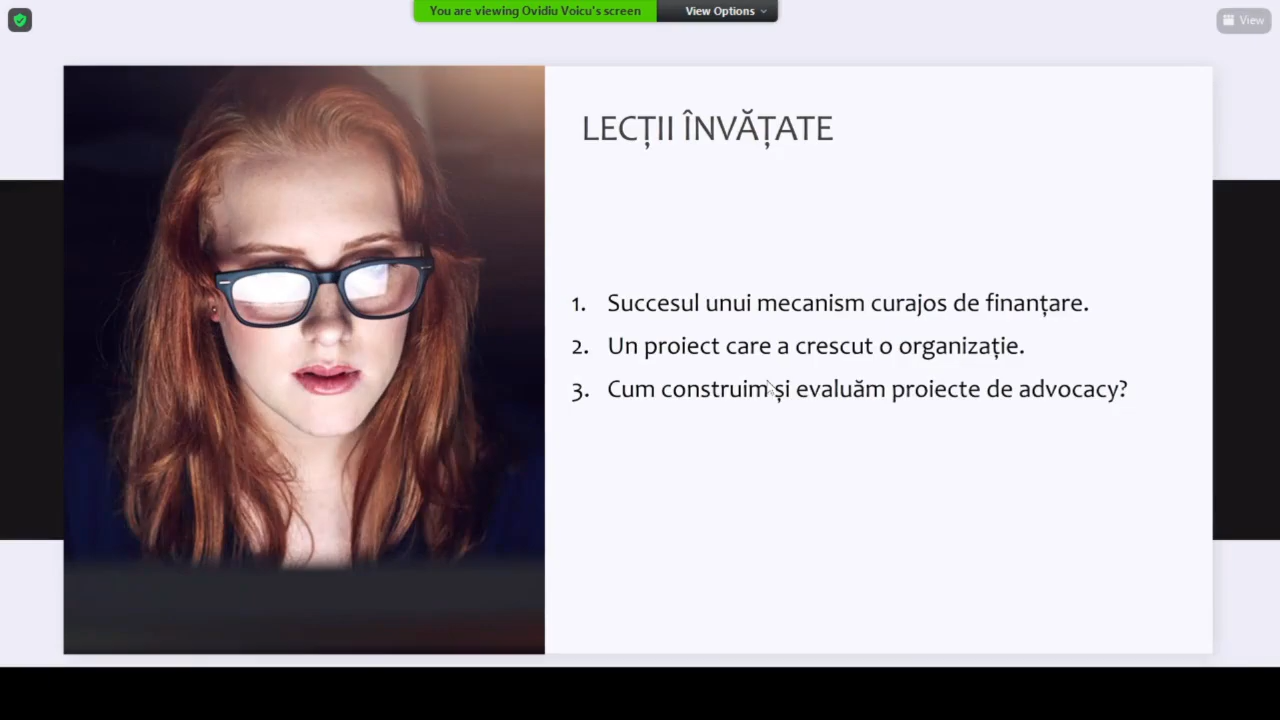 You are viewing Ovidiu Voicu's screen
View Options
View
LECȚII ÎNVĂȚATE
1. Succesul unui mecanism curajos de finanțare.
2. Un proiect care a crescut o organizație.
3. Cum construim și evaluăm proiecte de advocacy?